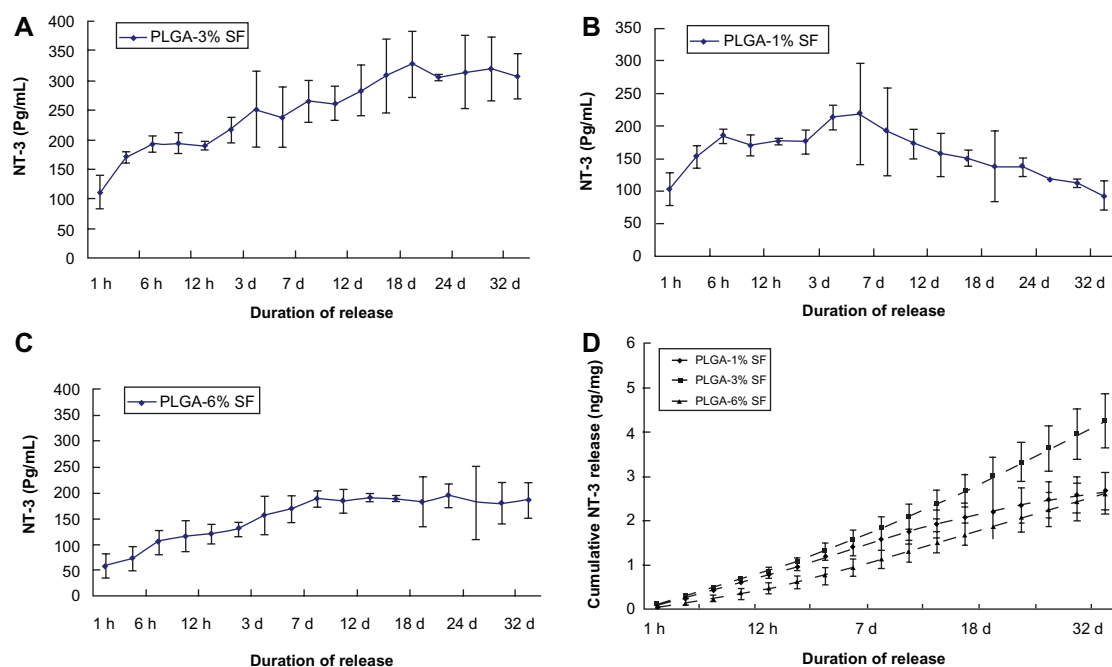 A
PLGA-3% SF
NT-3 (Pg/mL)
400
350
300
250
200
150
100
50
0
1 h 6 h 12 h 3 d 7 d 12 d 18 d 24 d 32 d
Duration of release
B
PLGA-1% SF
NT-3 (Pg/mL)
350
300
250
200
150
100
50
0
1 h 6 h 12 h 3 d 7 d 12 d 18 d 24 d 32 d
Duration of release
C
PLGA-6% SF
NT-3 (Pg/mL)
400
350
300
250
200
150
100
50
0
1 h 6 h 12 h 3 d 7 d 12 d 18 d 24 d 32 d
Duration of release
D
PLGA-1% SF
PLGA-3% SF
PLGA-6% SF
Cumulative NT-3 release (ng/mg)
6
5
4
3
2
1
0
1 h 12 h 7 d 18 d 32 d
Duration of release